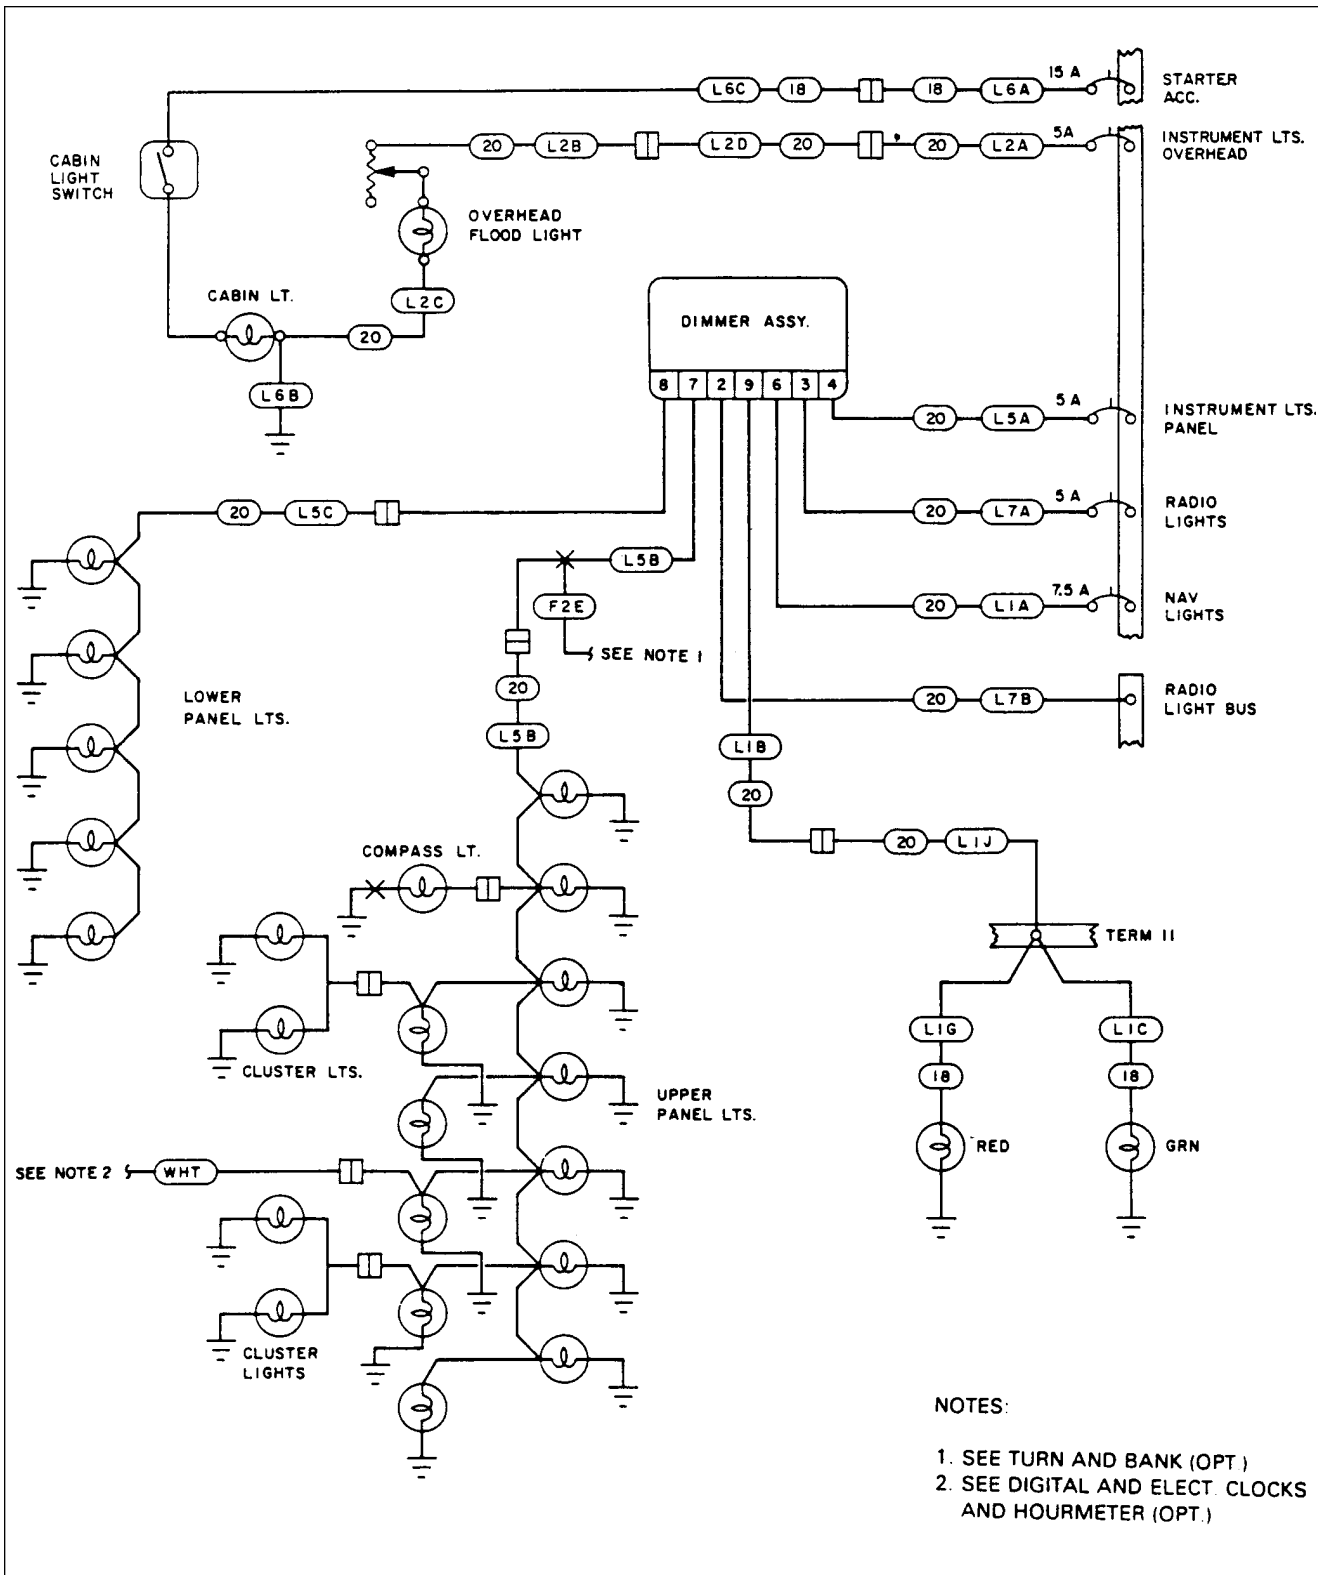 15 A
L6C 18 18 L6A
STARTER
ACC.
5A
20 L2B L2D 20 20 L2A
INSTRUMENT LTS.
OVERHEAD
CABIN
LIGHT
SWITCH
OVERHEAD
FLOOD LIGHT
CABIN LT.
L2C
20
L6B
DIMMER ASSY.
8 7 2 9 6 3 4
5 A
20 L5A
INSTRUMENT LTS.
PANEL
5 A
20 L5C
20 L7A
RADIO
LIGHTS
L5B
7.5 A
F2E
20 L1A
NAV
LIGHTS
SEE NOTE 1
20
L5B
LOWER
PANEL LTS.
20 L7B
RADIO
LIGHT BUS
L1B
20
20 L1J
COMPASS LT.
TERM 11
CLUSTER LTS.
L1G L1C
18 18
UPPER
PANEL LTS.
RED
GRN
SEE NOTE 2 WHT
CLUSTER
LIGHTS
NOTES:
1. SEE TURN AND BANK (OPT.)
2. SEE DIGITAL AND ELECT. CLOCKS
AND HOURMETER (OPT.)